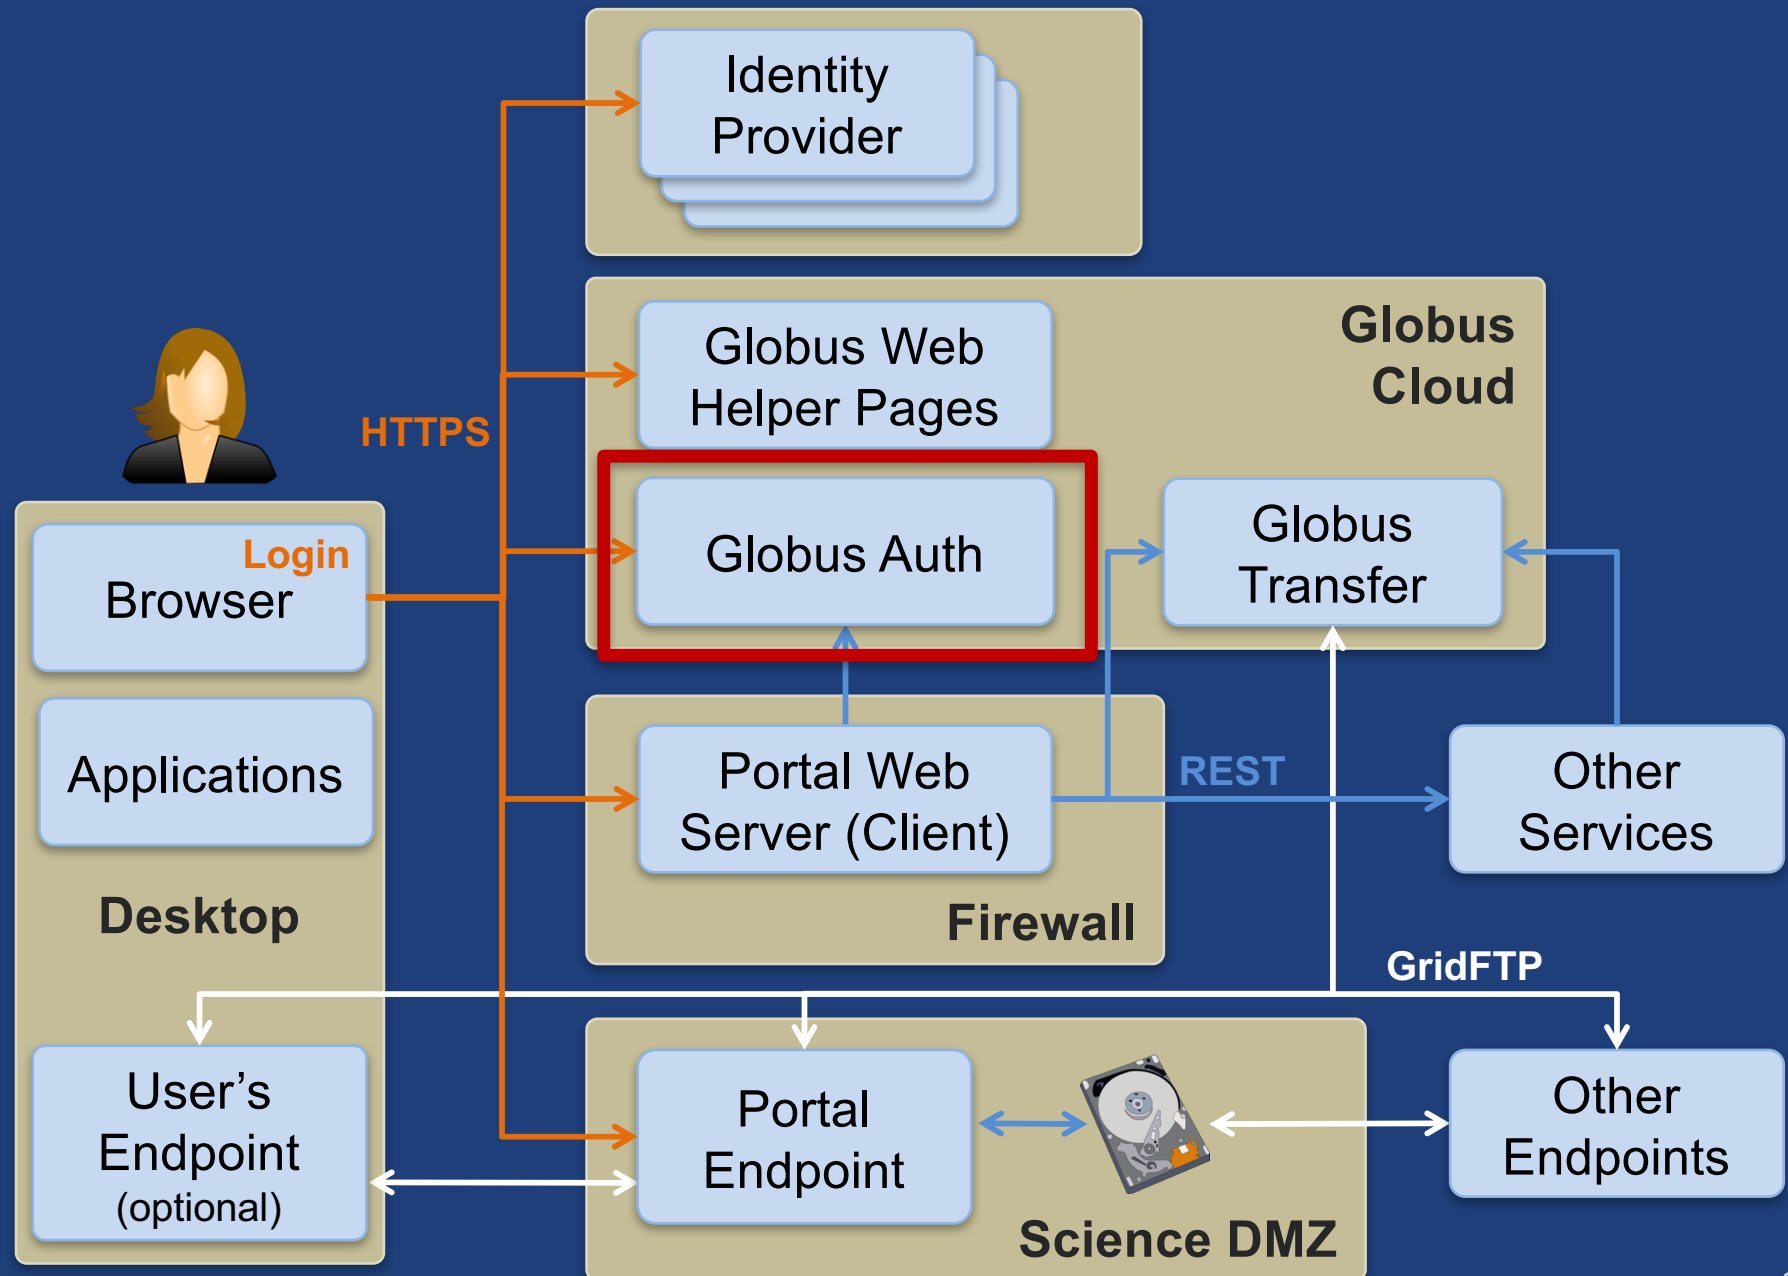 Identity
Provider
Globus Web
Helper Pages
Globus
Cloud
HTTPS
Login
Browser
Globus Auth
Globus
Transfer
Applications
Portal Web
Server (Client)
REST
Other
Services
Desktop
Firewall
GridFTP
User’s
Endpoint
(optional)
Portal
Endpoint
Other
Endpoints
Science DMZ